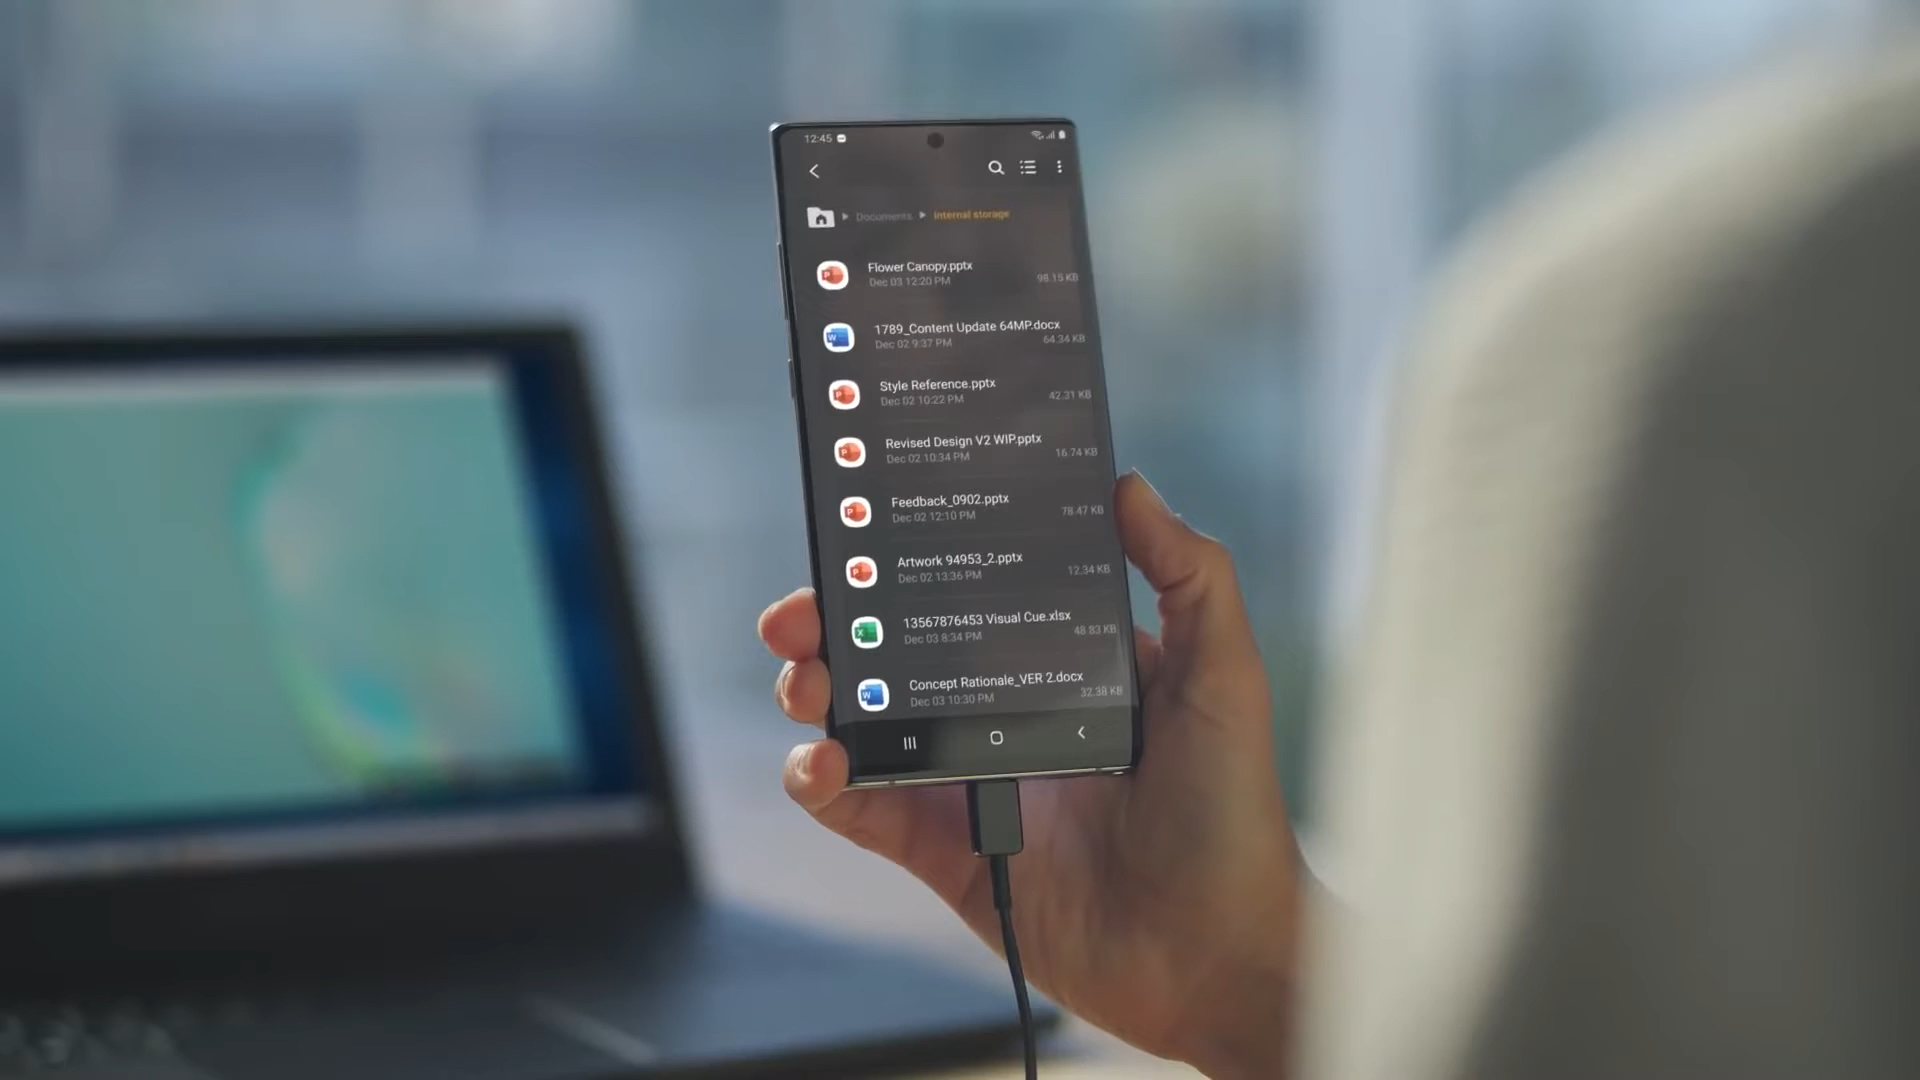 12:45
Documents ▶ Internal storage
Flower Canopy.pptx
Dec 03 12:20 PM 98.15 KB
1789_Content Update 64MP.docx
Dec 02 9:37 PM 64.34 KB
Style Reference.pptx
Dec 02 10:22 PM 42.31 KB
Revised Design V2 WIP.pptx
Dec 02 10:34 PM 16.74 KB
Feedback_0902.pptx
Dec 02 12:10 PM 78.47 KB
Artwork 94953_2.pptx
Dec 02 13:36 PM 12.34 KB
13567876453 Visual Cue.xlsx
Dec 03 8:34 PM 48.83 KB
Concept Rationale_VER 2.docx
Dec 03 10:30 PM 32.38 KB